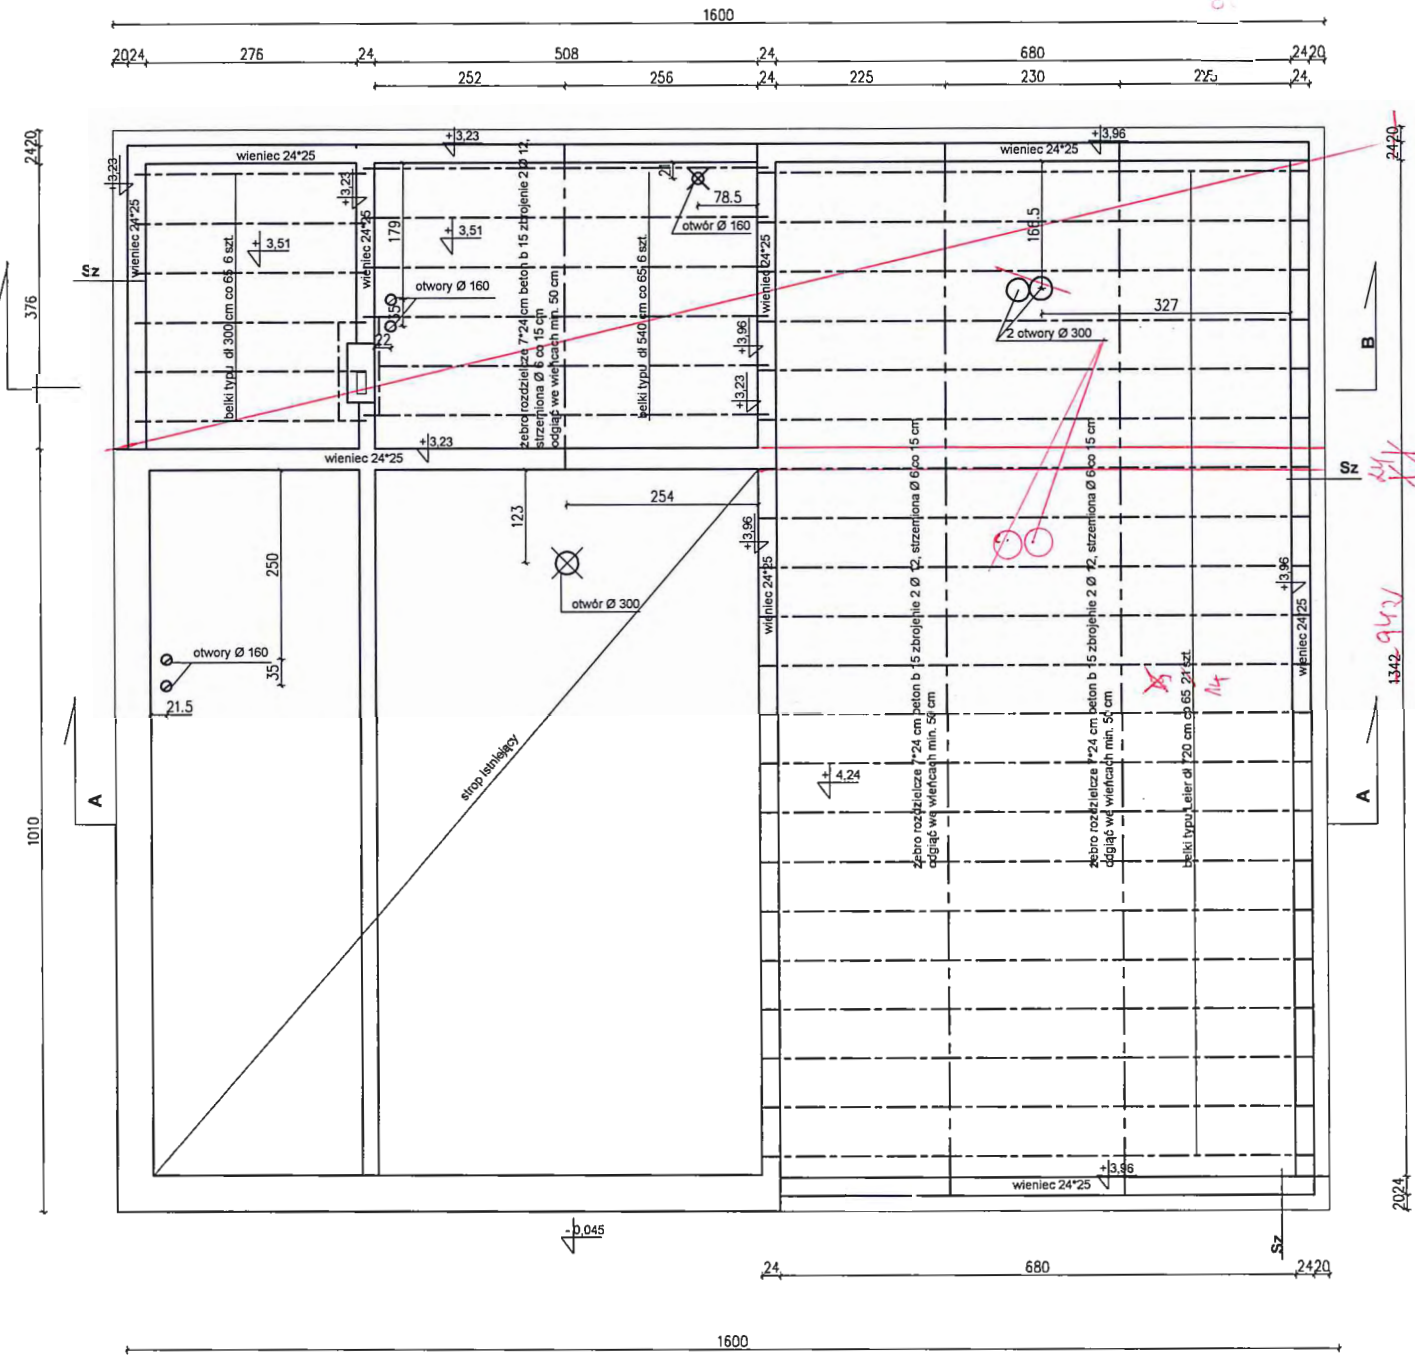 1600
20 24 276 24 508 24 680 24 20
252 256 24 225 230 225 24
24 20
376
1010
wieniec 24*25
+3,23
+3,96
wieniec 24*25
+3,23
wieniec 24*25
+3,23
wieniec 24*25
+ 3,51
belki typu dł 300 cm co 65 6 szt.
Sz
179
+ 3,51
otwory Ø 160
35
22
żebro rozdzielcze 7*24 cm beton b 15 zbrojenie 2 Ø 12,
strzemiona Ø 6 co 15 cm
odgiąć we wieńcach min. 50 cm
belki typu dł 540 cm co 65 6 szt.
21
78.5
otwór Ø 160
wieniec 24*25
+3,96
+3,23
166.5
327
2 otwory Ø 300
B
24 20
+3,23
wieniec 24*25
Sz
24
250
otwory Ø 160
35
21.5
123
254
otwór Ø 300
strop istniejący
+3,96
wieniec 24*25
żebro rozdzielcze 7*24 cm beton b 15 zbrojenie 2 Ø 12, strzemiona Ø 6 co 15 cm
odgiąć we wieńcach min. 50 cm
żebro rozdzielcze 7*24 cm beton b 15 zbrojenie 2 Ø 12, strzemiona Ø 6 co 15 cm
odgiąć we wieńcach min. 50 cm
belki typu Leier dł 720 cm co 65 21 szt.
14
+3,96
wieniec 24*25
1342 942
+ 4,24
A
A
+3,96
wieniec 24*25
20 24
- 0,045
Sz
24 680 24 20
1600